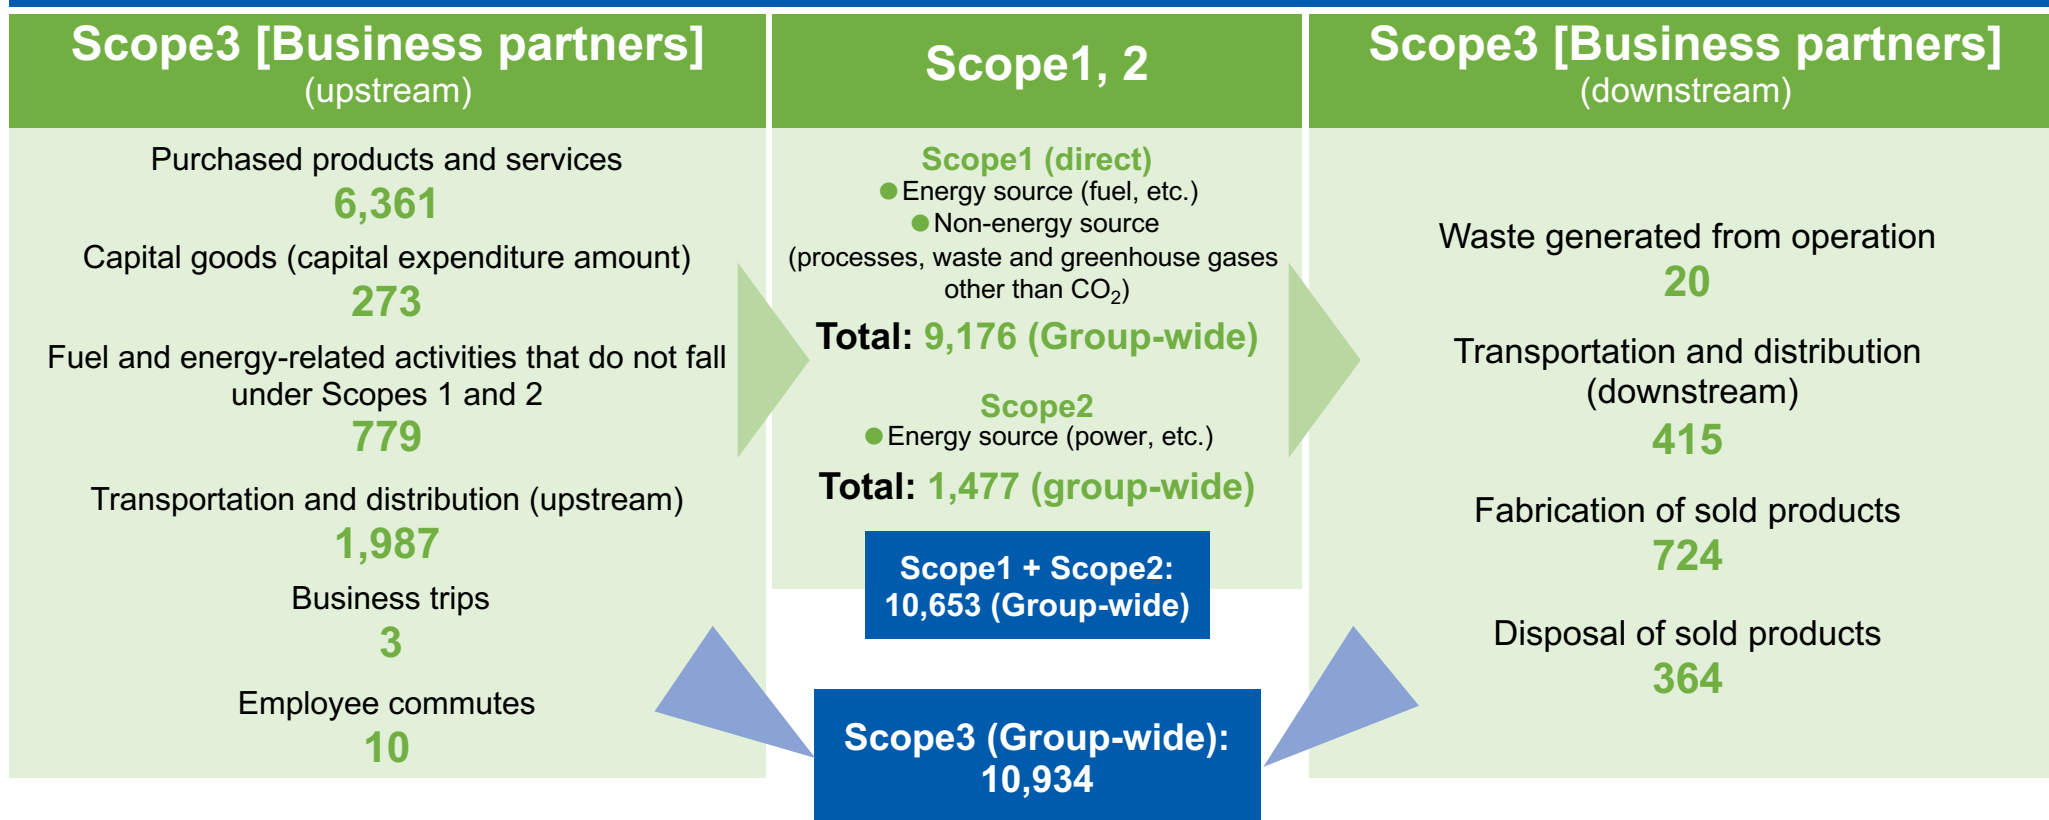 Scope3 [Business partners]
(upstream)
Purchased products and services
6,361
Capital goods (capital expenditure amount)
273
Fuel and energy-related activities that do not fall
under Scopes 1 and 2
779
Transportation and distribution (upstream)
1,987
Business trips
3
Employee commutes
10
Scope1, 2
Scope1 (direct)
● Energy source (fuel, etc.)
● Non-energy source
(processes, waste and greenhouse gases
other than CO₂)
Total: 9,176 (Group-wide)
Scope2
● Energy source (power, etc.)
Total: 1,477 (group-wide)
Scope1 + Scope2:
10,653 (Group-wide)
Scope3 (Group-wide):
10,934
Scope3 [Business partners]
(downstream)
Waste generated from operation
20
Transportation and distribution
(downstream)
415
Fabrication of sold products
724
Disposal of sold products
364